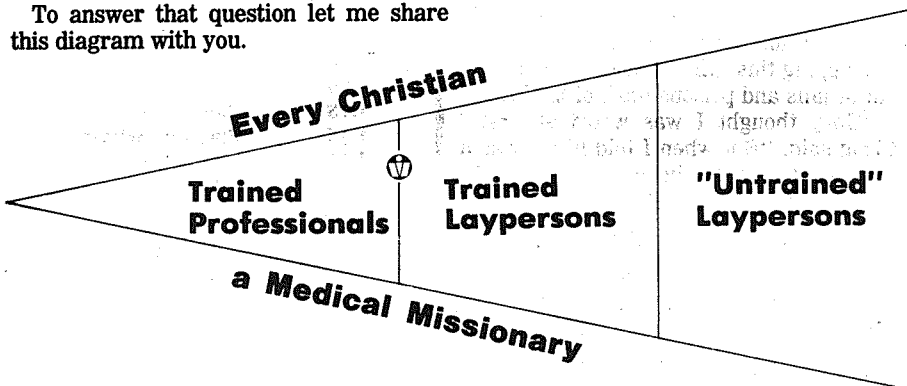 To answer that question let me share
this diagram with you.
Every Christian
Trained
Professionals
Trained
Laypersons
"Untrained"
Laypersons
a Medical Missionary